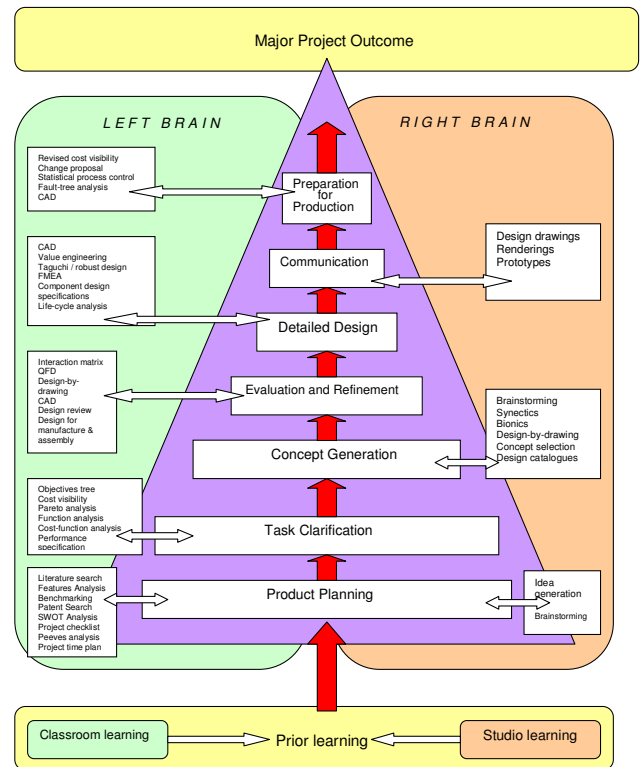 Major Project Outcome
LEFT BRAIN
RIGHT BRAIN
Revised cost visibility
Change proposal
Statistical process control
Fault-tree analysis
CAD
Preparation
for
Production
Design drawings
Renderings
Prototypes
Communication
CAD
Value engineering
Taguchi / robust design
FMEA
Component design
specifications
Life-cycle analysis
Detailed Design
Interaction matrix
QFD
Design-by-
drawing
CAD
Design review
Design for
manufacture &
assembly
Evaluation and Refinement
Brainstorming
Synectics
Bionics
Design-by-drawing
Concept selection
Design catalogues
Concept Generation
Objectives tree
Cost visibility
Pareto analysis
Function analysis
Cost-function analysis
Performance
specification
Task Clarification
Literature search
Features Analysis
Benchmarking
Patent Search
SWOT Analysis
Project checklist
Peeves analysis
Project time plan
Product Planning
Idea
generation
Brainstorming
Classroom learning
Prior learning
Studio learning